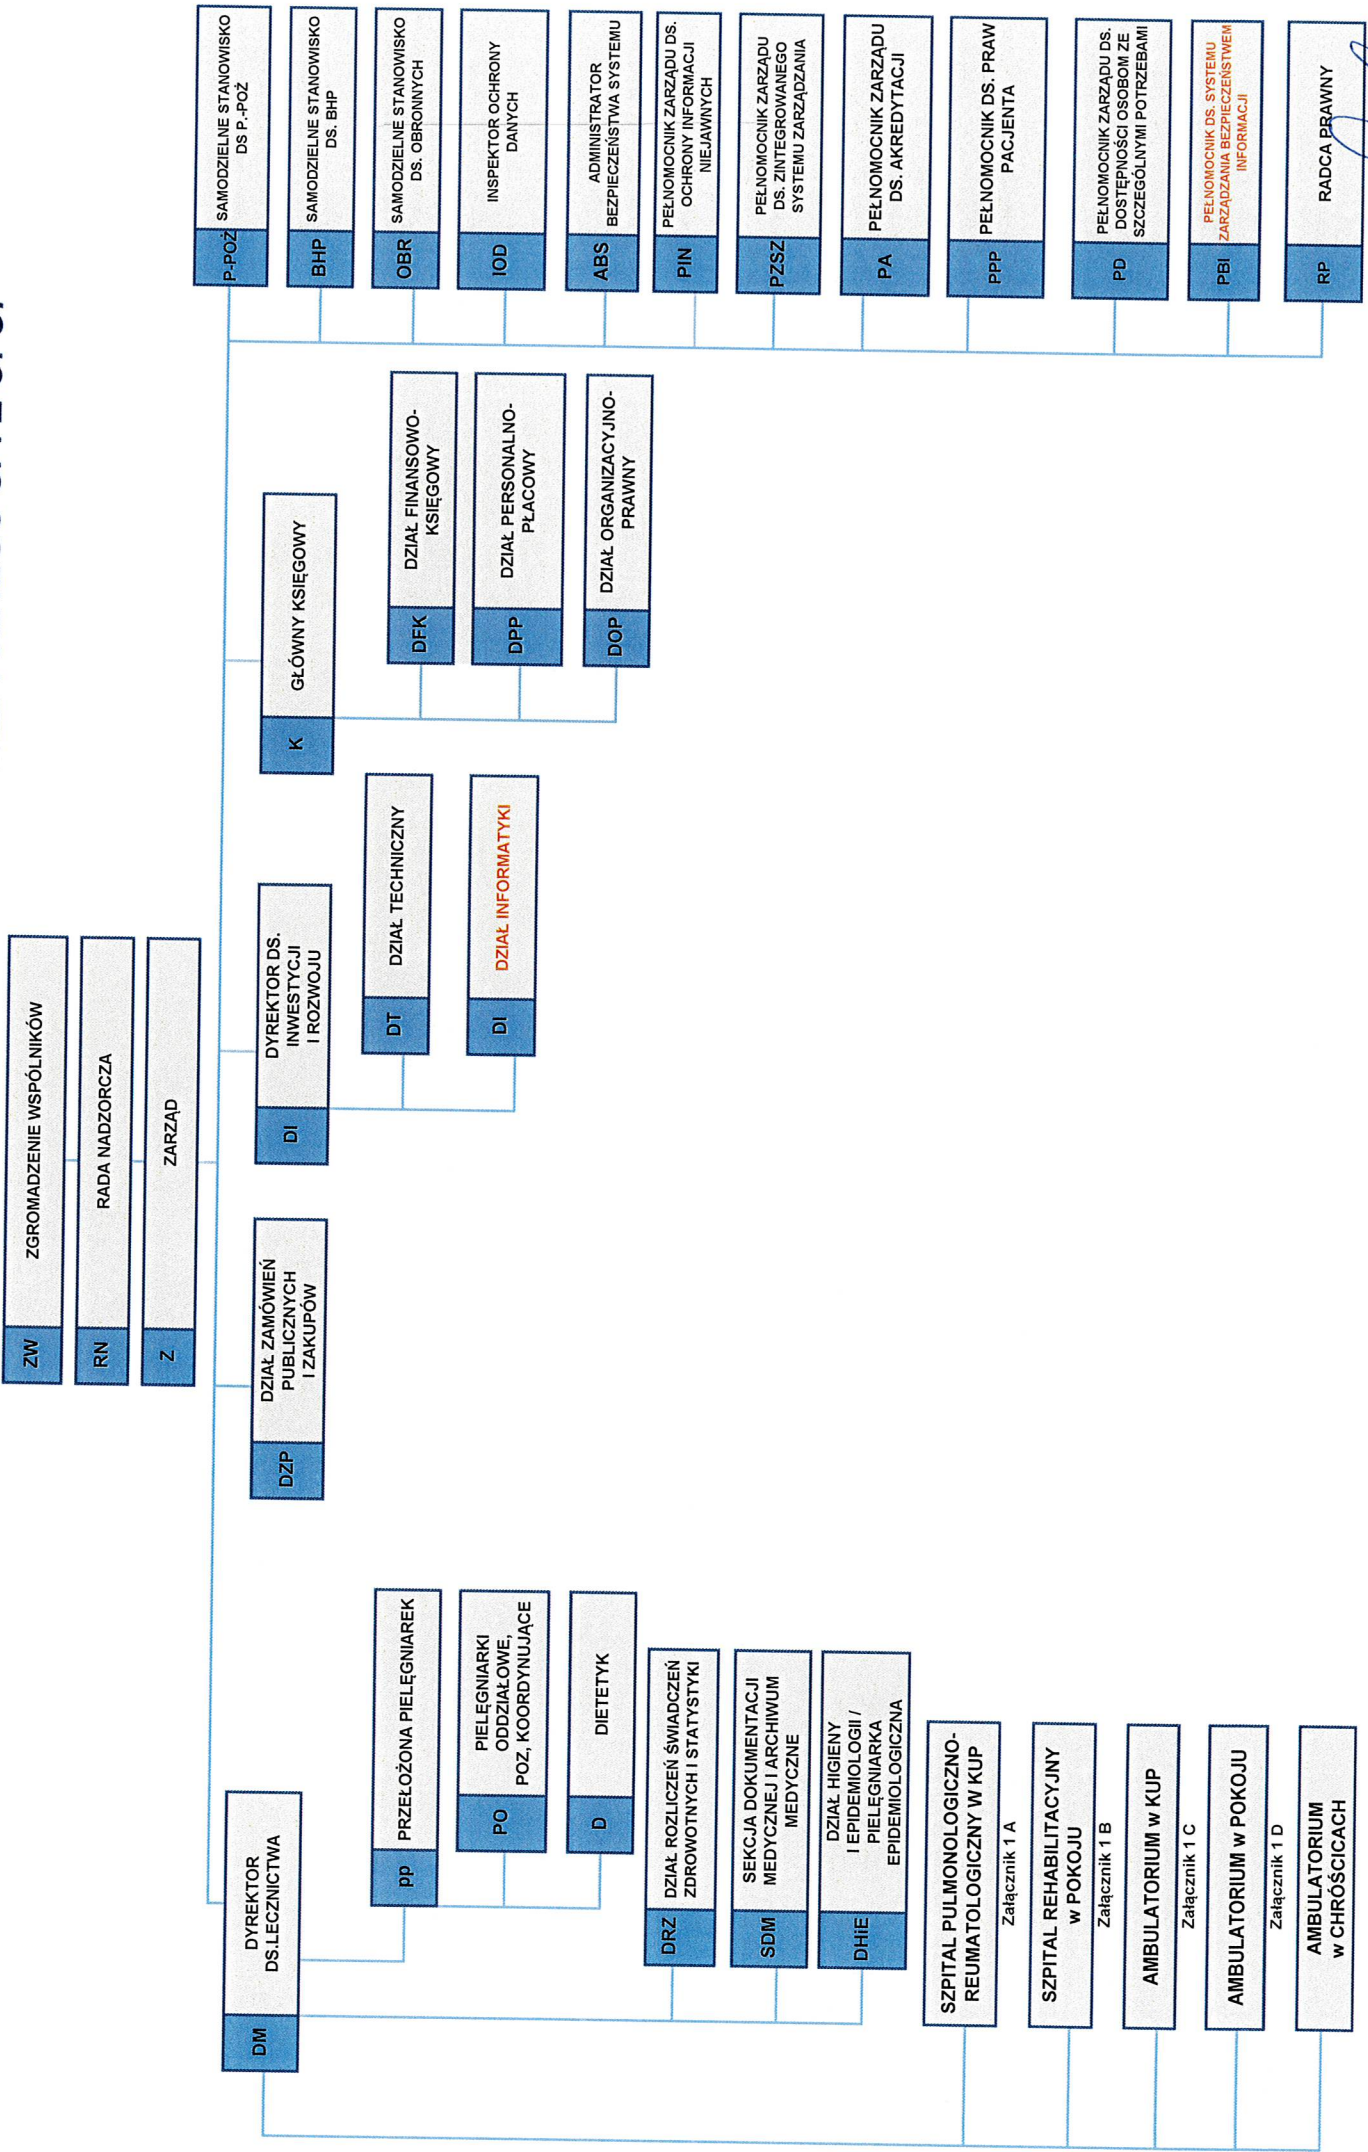 ZW
ZGROMADZENIE WSPÓLNIKÓW
RN
RADA NADZORCZA
Z
ZARZĄD
DM
DYREKTOR
DS.LECZNICTWA
DZP
DZIAŁ ZAMÓWIEŃ
PUBLICZNYCH
I ZAKUPÓW
DI
DYREKTOR DS.
INWESTYCJI
I ROZWOJU
K
GŁÓWNY KSIĘGOWY
pp
PRZEŁOŻONA PIELĘGNIAREK
PO
PIELĘGNIARKI
ODDZIAŁOWE,
POZ, KOORDYNUJĄCE
D
DIETETYK
DRZ
DZIAŁ ROZLICZEŃ ŚWIADCZEŃ
ZDROWOTNYCH I STATYSTYKI
SDM
SEKCJA DOKUMENTACJI
MEDYCZNEJ I ARCHIWUM
MEDYCZNE
DHiE
DZIAŁ HIGIENY
I EPIDEMIOLOGII /
PIELĘGNIARKA
EPIDEMIOLOGICZNA
SZPITAL PULMONOLOGICZNO-
REUMATOLOGICZNY W KUP
Załącznik 1 A
SZPITAL REHABILITACYJNY
w POKOJU
Załącznik 1 B
AMBULATORIUM w KUP
Załącznik 1 C
AMBULATORIUM w POKOJU
Załącznik 1 D
AMBULATORIUM
w CHRÓŚCICACH
DT
DZIAŁ TECHNICZNY
DI
DZIAŁ INFORMATYKI
DFK
DZIAŁ FINANSOWO-
KSIĘGOWY
DPP
DZIAŁ PERSONALNO-
PŁACOWY
DOP
DZIAŁ ORGANIZACYJNO-
PRAWNY
P-POŻ
SAMODZIELNE STANOWISKO
DS P.-POŻ
BHP
SAMODZIELNE STANOWISKO
DS. BHP
OBR
SAMODZIELNE STANOWISKO
DS. OBRONNYCH
IOD
INSPEKTOR OCHRONY
DANYCH
ABS
ADMINISTRATOR
BEZPIECZEŃSTWA SYSTEMU
PIN
PEŁNOMOCNIK ZARZĄDU DS.
OCHRONY INFORMACJI
NIEJAWNYCH
PZSZ
PEŁNOMOCNIK ZARZĄDU
DS. ZINTEGROWANEGO
SYSTEMU ZARZĄDZANIA
PA
PEŁNOMOCNIK ZARZĄDU
DS. AKREDYTACJI
PPP
PEŁNOMOCNIK DS. PRAW
PACJENTA
PD
PEŁNOMOCNIK ZARZĄDU DS.
DOSTĘPNOŚCI OSOBOM ZE
SZCZEGÓLNYMI POTRZEBAMI
PBI
PEŁNOMOCNIK DS. SYSTEMU
ZARZĄDZANIA BEZPIECZEŃSTWEM
INFORMACJI
RP
RADCA PRAWNY